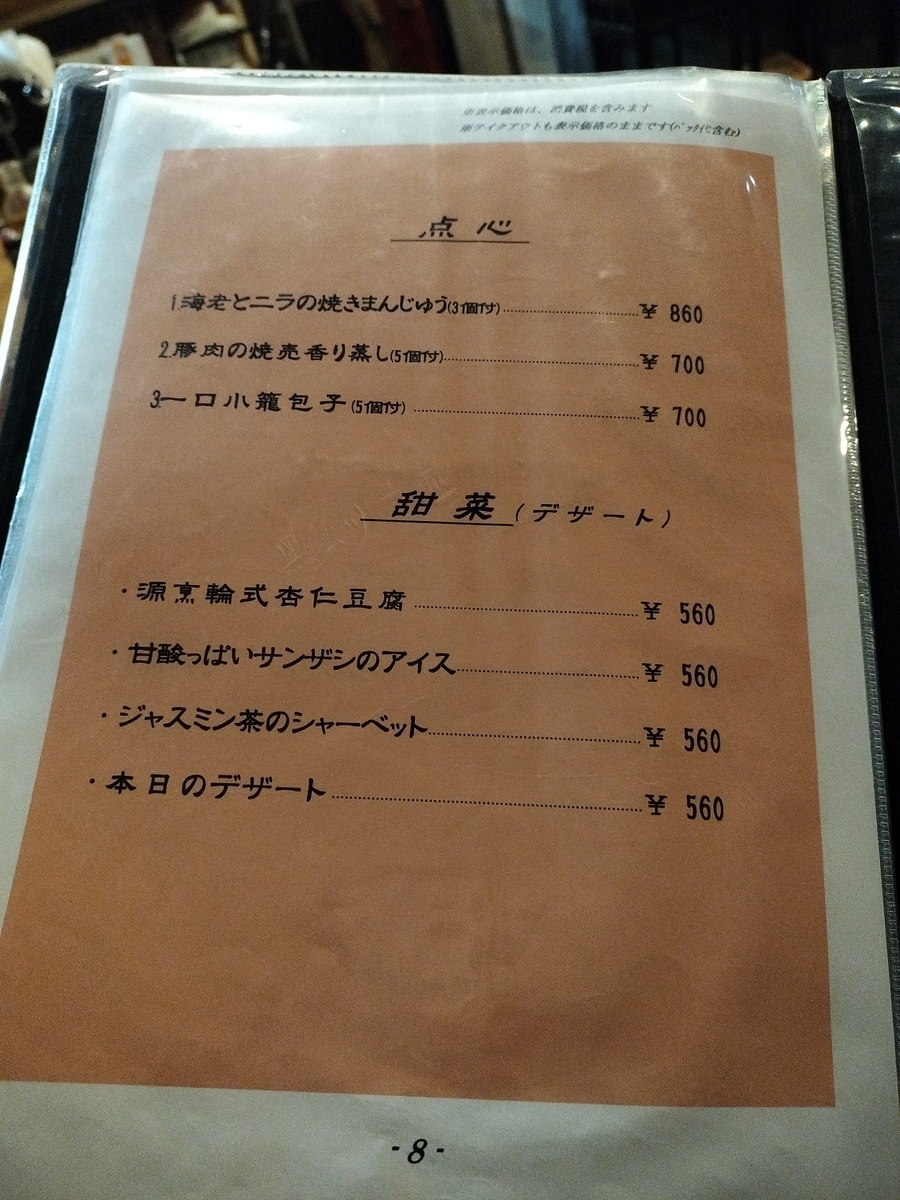 ※表示価格は、消費税を含みます
※テイクアウトも表示価格のままです(パック代含む)
点心
1.海老とニラの焼きまんじゅう(3個付)......¥ 860
2.豚肉の焼売香り蒸し(5個付)......¥ 700
3.一口小籠包子(5個付)......¥ 700
甜菜(デザート)
・源烹輪式杏仁豆腐......¥ 560
・甘酸っぱいサンザシのアイス......¥ 560
・ジャスミン茶のシャーベット......¥ 560
・本日のデザート......¥ 560
-8-